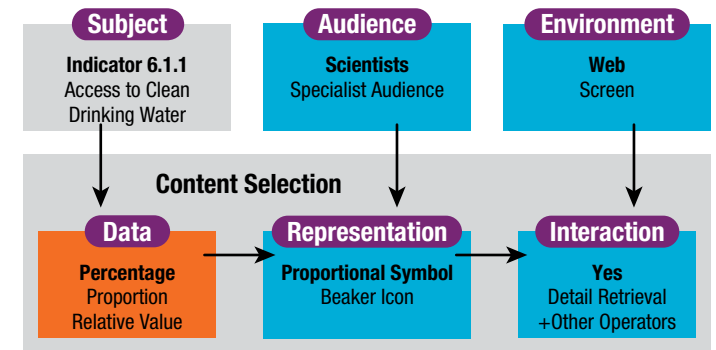 Subject
Indicator 6.1.1
Access to Clean
Drinking Water
Audience
Scientists
Specialist Audience
Environment
Web
Screen
Content Selection
Data
Percentage
Proportion
Relative Value
Representation
Proportional Symbol
Beaker Icon
Interaction
Yes
Detail Retrieval
+Other Operators